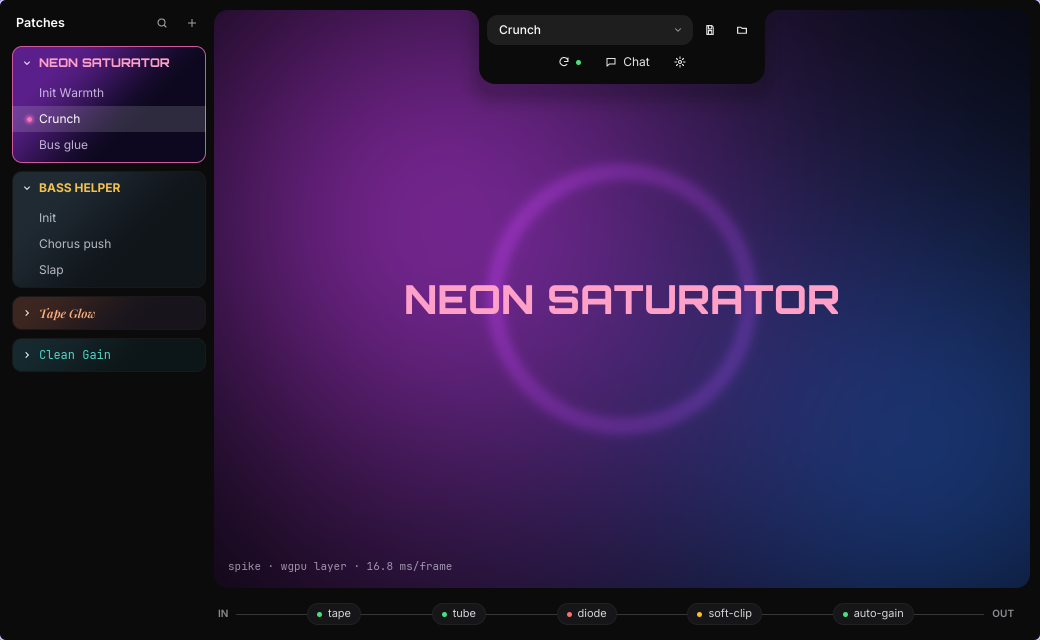 Patches
NEON SATURATOR
Init Warmth
Crunch
Bus glue
BASS HELPER
Init
Chorus push
Slap
Tape Glow
Clean Gain
Crunch
Chat
NEON SATURATOR
spike · wgpu layer · 16.8 ms/frame
IN tape tube diode soft-clip auto-gain OUT